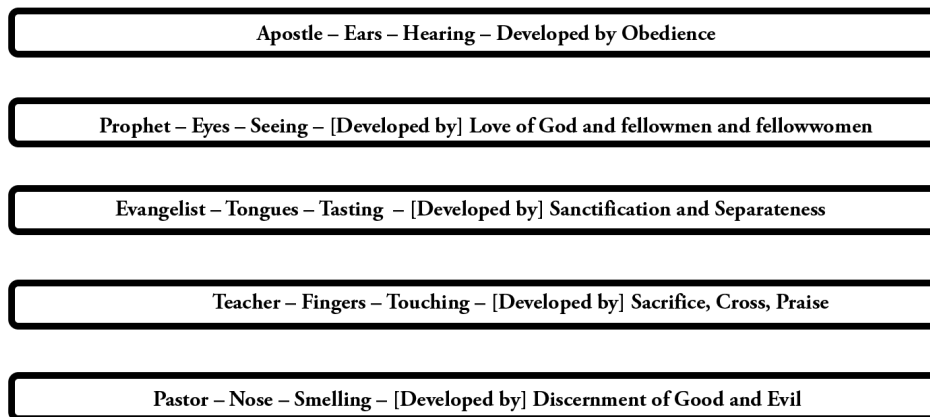 Apostle – Ears – Hearing – Developed by Obedience
Prophet – Eyes – Seeing – [Developed by] Love of God and fellowmen and fellowwomen
Evangelist – Tongues – Tasting – [Developed by] Sanctification and Separateness
Teacher – Fingers – Touching – [Developed by] Sacrifice, Cross, Praise
Pastor – Nose – Smelling – [Developed by] Discernment of Good and Evil